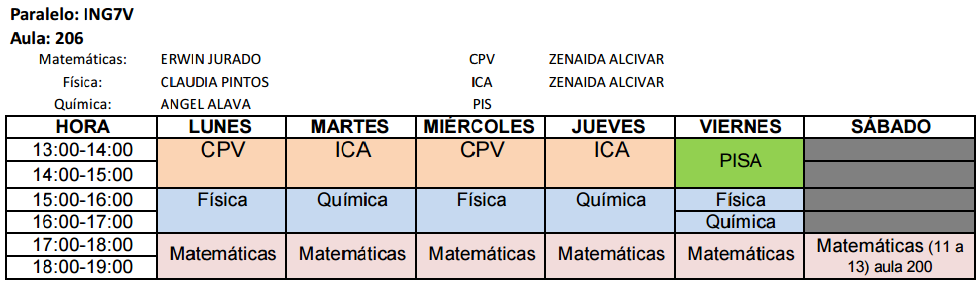 Paralelo: ING7V
Aula: 206
Matemáticas: ERWIN JURADO CPV ZENAIDA ALCIVAR
Física: CLAUDIA PINTOS ICA ZENAIDA ALCIVAR
Química: ANGEL ALAVA PIS
HORA LUNES MARTES MIÉRCOLES JUEVES VIERNES SÁBADO
13:00-14:00 CPV ICA CPV ICA PISA
14:00-15:00
15:00-16:00 Física Química Física Química Física
16:00-17:00 Química
17:00-18:00 Matemáticas Matemáticas Matemáticas Matemáticas Matemáticas Matemáticas (11 a
18:00-19:00 13) aula 200